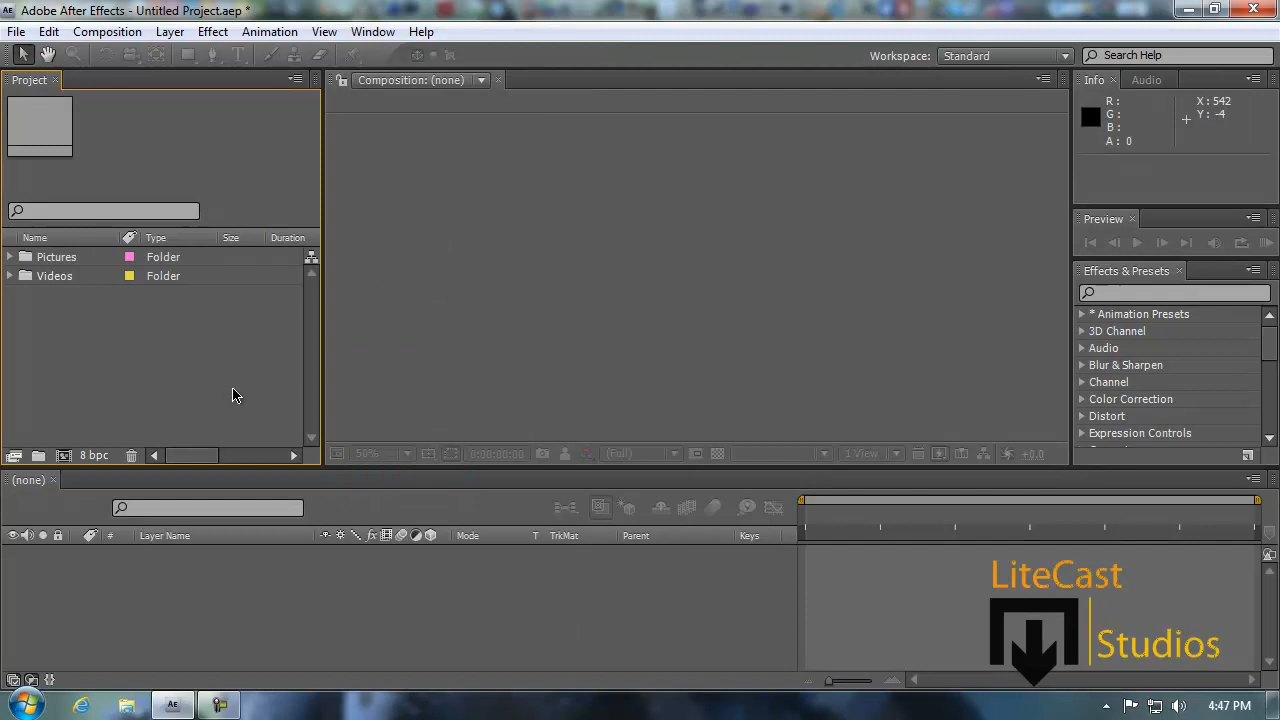 Adobe After Effects - Untitled Project.aep *
File Edit Composition Layer Effect Animation View Window Help
Workspace: Standard Search Help
Project
Composition: (none)
Info Audio
R :
G :
B :
A : 0
X : 542
Y : -4
Preview
Name Type Size Duration
Pictures Folder
Videos Folder
Effects & Presets
* Animation Presets
3D Channel
Audio
Blur & Sharpen
Channel
Color Correction
Distort
Expression Controls
8 bpc
50% 0:00:00:00 (Full) 1 View +0.0
(none)
# Layer Name fx Mode T TrkMat Parent Keys
LiteCast
Studios
AE
4:47 PM